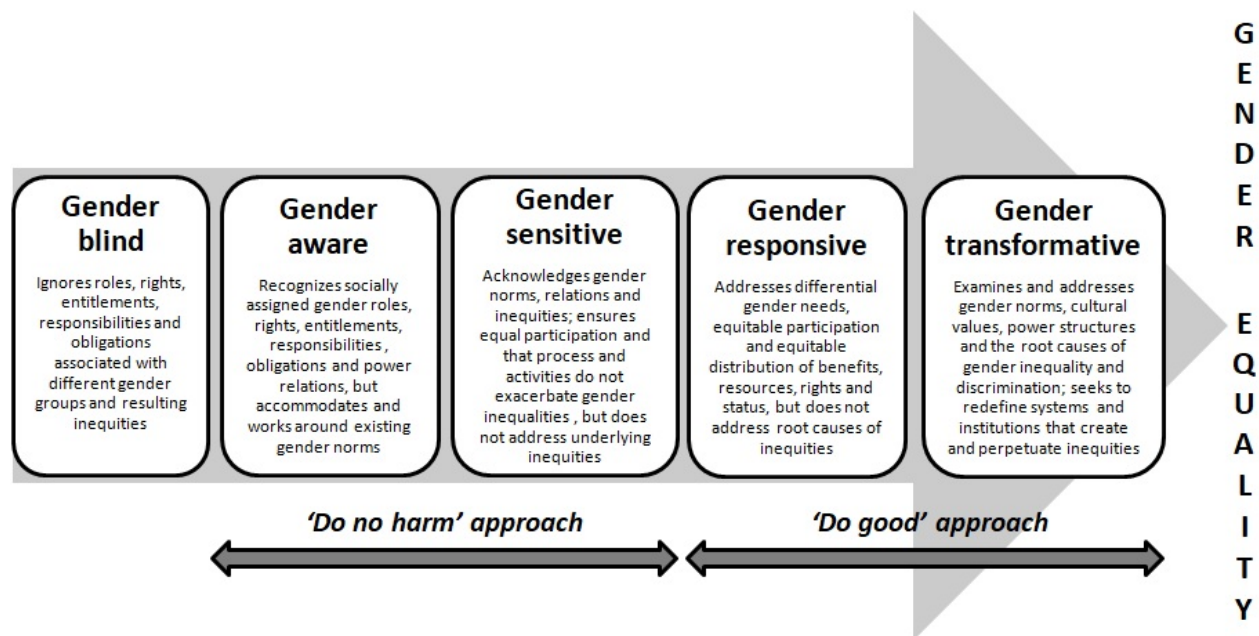 Gender
blind
Ignores roles, rights,
entitlements,
responsibilities and
obligations
associated with
different gender
groups and resulting
inequities
Gender
aware
Recognizes socially
assigned gender roles,
rights, entitlements,
responsibilities ,
obligations and power
relations, but
accommodates and
works around existing
gender norms
Gender
sensitive
Acknowledges gender
norms, relations and
inequities; ensures
equal participation and
that process and
activities do not
exacerbate gender
inequalities , but does
not address underlying
inequities
Gender
responsive
Addresses differential
gender needs,
equitable participation
and equitable
distribution of benefits,
resources, rights and
status, but does not
address root causes of
inequities
Gender
transformative
Examines and addresses
gender norms, cultural
values, power structures
and the root causes of
gender inequality and
discrimination; seeks to
redefine systems and
institutions that create
and perpetuate inequities
'Do no harm' approach
'Do good' approach
GENDER EQUALITY